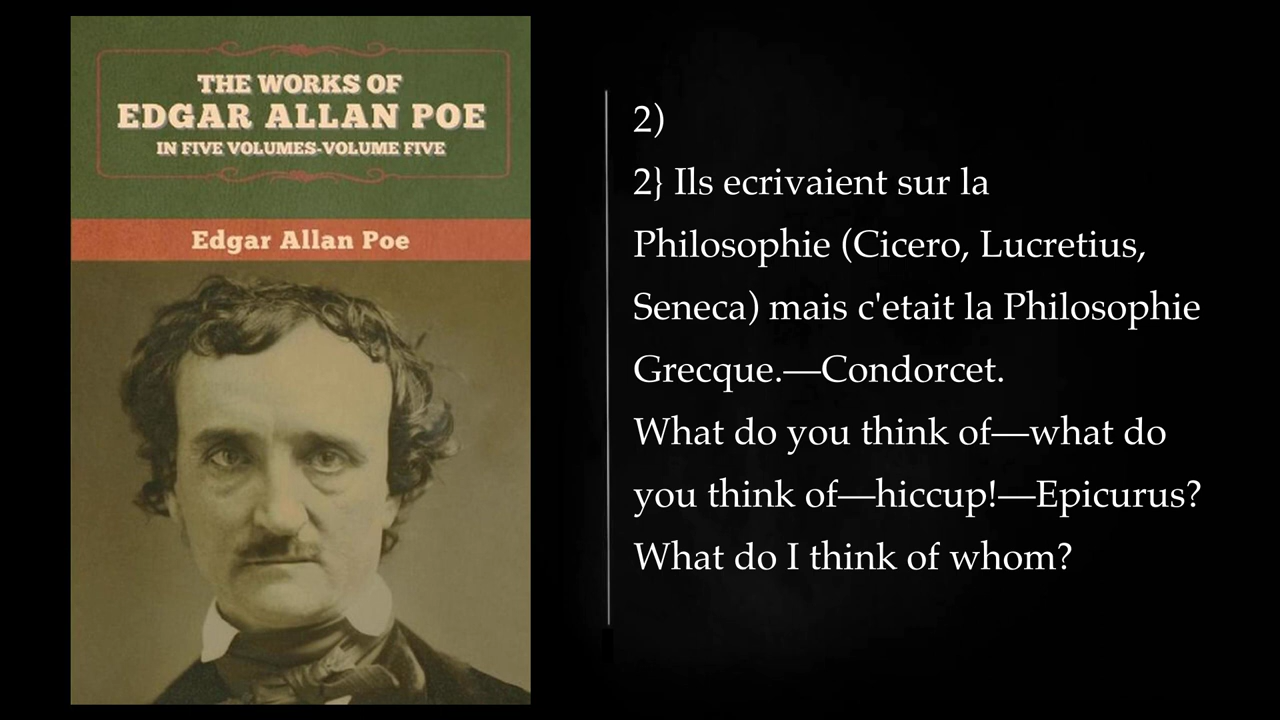 THE WORKS OF
EDGAR ALLAN POE
IN FIVE VOLUMES-VOLUME FIVE
Edgar Allan Poe
2)
2} Ils ecrivaient sur la
Philosophie (Cicero, Lucretius,
Seneca) mais c'etait la Philosophie
Grecque.—Condorcet.
What do you think of—what do
you think of—hiccup!—Epicurus?
What do I think of whom?